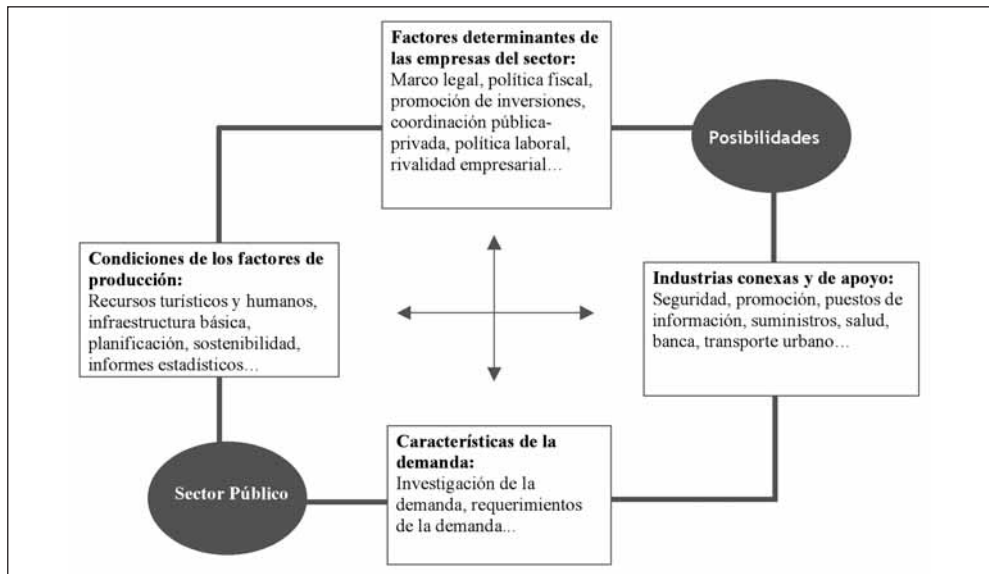 Factores determinantes de
las empresas del sector:
Marco legal, política fiscal,
promoción de inversiones,
coordinación pública-
privada, política laboral,
rivalidad empresarial…
Posibilidades
Condiciones de los factores de
producción:
Recursos turísticos y humanos,
infraestructura básica,
planificación, sostenibilidad,
informes estadísticos…
Industrias conexas y de apoyo:
Seguridad, promoción, puestos de
información, suministros, salud,
banca, transporte urbano…
Sector Público
Características de la
demanda:
Investigación de la
demanda, requerimientos
de la demanda...